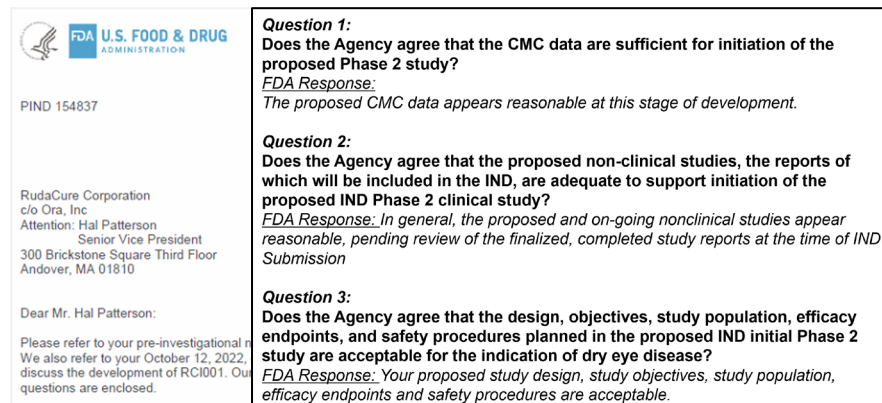 FDA U.S. FOOD & DRUG
ADMINISTRATION
PIND 154837
RudaCure Corporation
c/o Ora, Inc
Attention: Hal Patterson
Senior Vice President
300 Brickstone Square Third Floor
Andover, MA 01810
Dear Mr. Hal Patterson:
Please refer to your pre-investigational n
We also refer to your October 12, 2022,
discuss the development of RCI001. Our
questions are enclosed.
Question 1:
Does the Agency agree that the CMC data are sufficient for initiation of the
proposed Phase 2 study?
FDA Response:
The proposed CMC data appears reasonable at this stage of development.
Question 2:
Does the Agency agree that the proposed non-clinical studies, the reports of
which will be included in the IND, are adequate to support initiation of the
proposed IND Phase 2 clinical study?
FDA Response: In general, the proposed and on-going nonclinical studies appear
reasonable, pending review of the finalized, completed study reports at the time of IND
Submission
Question 3:
Does the Agency agree that the design, objectives, study population, efficacy
endpoints, and safety procedures planned in the proposed IND initial Phase 2
study are acceptable for the indication of dry eye disease?
FDA Response: Your proposed study design, study objectives, study population,
efficacy endpoints and safety procedures are acceptable.